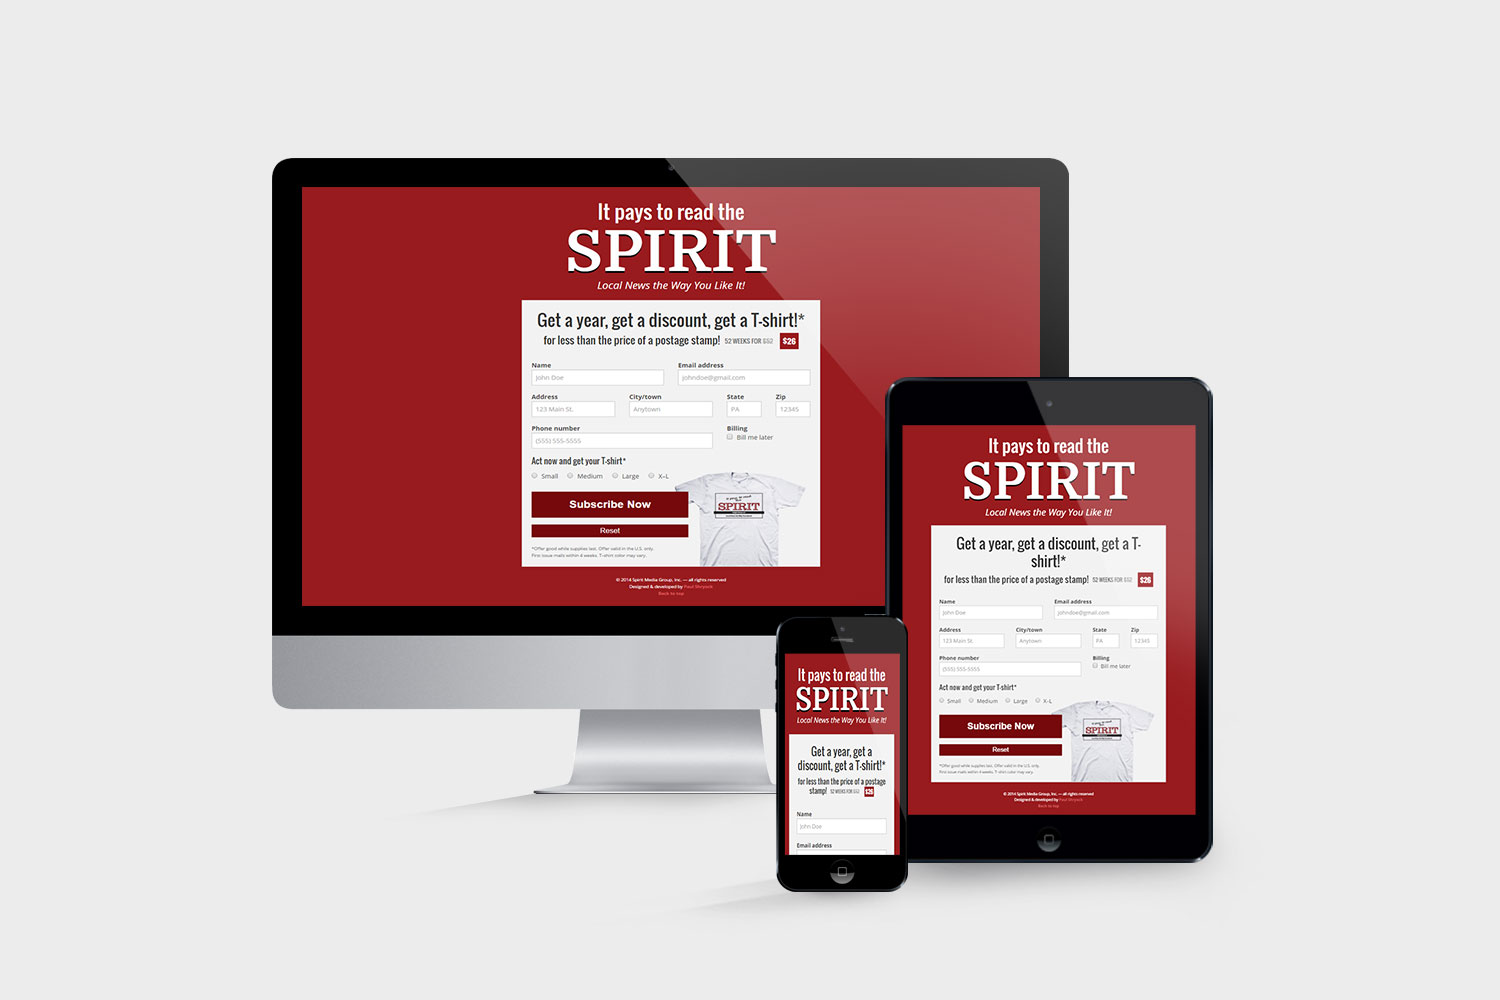 It pays to read the
SPIRIT
Local News the Way You Like It!
Get a year, get a discount, get a T-shirt!*
for less than the price of a postage stamp! 52 WEEKS FOR $52 $26
Name Email address
John Doe johndoe@gmail.com
Address City/town State Zip
123 Main St. Anytown PA 12345
Phone number Billing
(555) 555-5555 Bill me later
Act now and get your T-shirt*
Small Medium Large X-L
Subscribe Now
Reset
SPIRIT
*Offer good while supplies last. Offer valid in the U.S. only.
First issue mails within 6 weeks. T-shirt color may vary.
© 2014 Spirit Media Group, Inc. — all rights reserved
Designed & developed by Paul Shryock
Back to top
It pays to read the
SPIRIT
Local News the Way You Like It!
Get a year, get a discount, get a T-
shirt!*
for less than the price of a postage stamp! 52 WEEKS FOR $52 $26
Name Email address
John Doe johndoe@gmail.com
Address City/town State Zip
123 Main St. Anytown PA 12345
Phone number Billing
(555) 555-5555 Bill me later
Act now and get your T-shirt*
Small Medium Large X-L
Subscribe Now
Reset
SPIRIT
*Offer good while supplies last. Offer valid in the U.S. only.
First issue mails within 6 weeks. T-shirt color may vary.
© 2014 Spirit Media Group, Inc. — all rights reserved
Designed & developed by Paul Shryock
Back to top
It pays to read the
SPIRIT
Local News the Way You Like It!
Get a year, get a
discount, get a T-shirt!*
for less than the price of a postage
stamp! 52 WEEKS FOR $52 $26
Name
John Doe
Email address